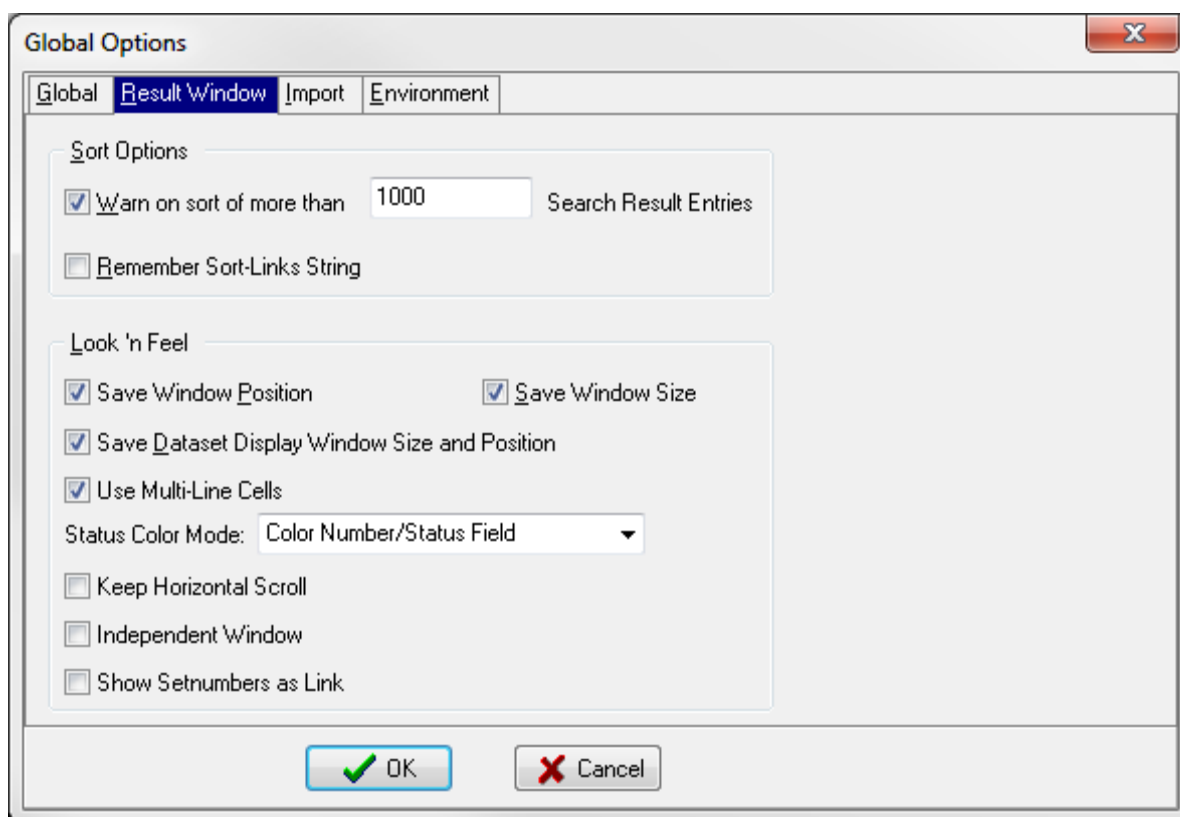 Global Options
Global Result Window Import Environment
Sort Options
Warn on sort of more than 1000 Search Result Entries
Remember Sort-Links String
Look 'n Feel
Save Window Position Save Window Size
Save Dataset Display Window Size and Position
Use Multi-Line Cells
Status Color Mode: Color Number/Status Field
Keep Horizontal Scroll
Independent Window
Show Setnumbers as Link
OK Cancel